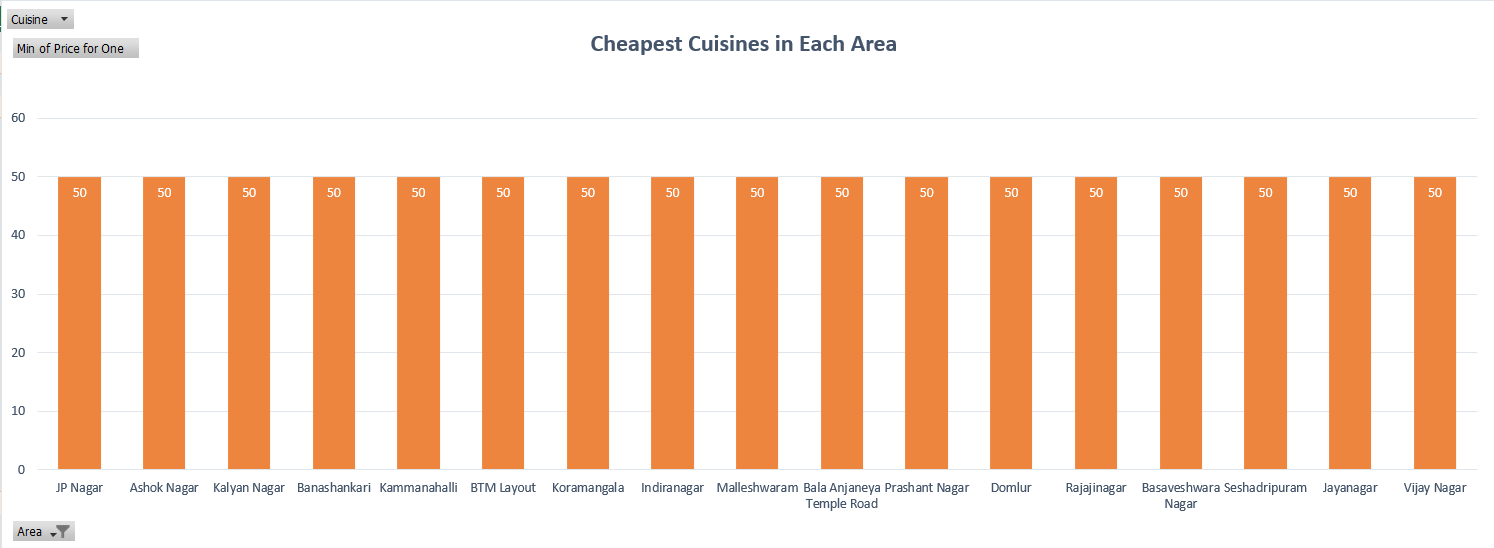 Cuisine
Min of Price for One
Cheapest Cuisines in Each Area
60
50
40
30
20
10
0
50 50 50 50 50 50 50 50 50 50 50 50 50 50 50 50 50
JP Nagar Ashok Nagar Kalyan Nagar Banashankari Kammanahalli BTM Layout Koramangala Indiranagar Malleshwaram Bala Anjaneya Prashant Nagar Domlur Rajajinagar Basaveshwara Seshadripuram Jayanagar Vijay Nagar
Temple Road Nagar
Area